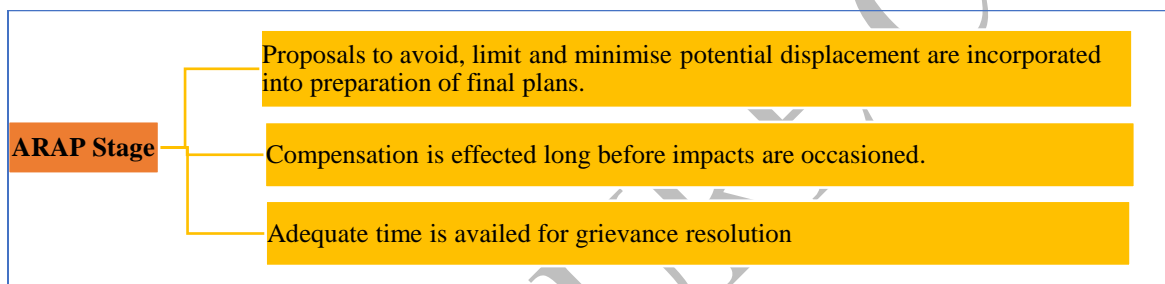 Proposals to avoid, limit and minimise potential displacement are incorporated
into preparation of final plans.
ARAP Stage
Compensation is effected long before impacts are occasioned.
Adequate time is availed for grievance resolution